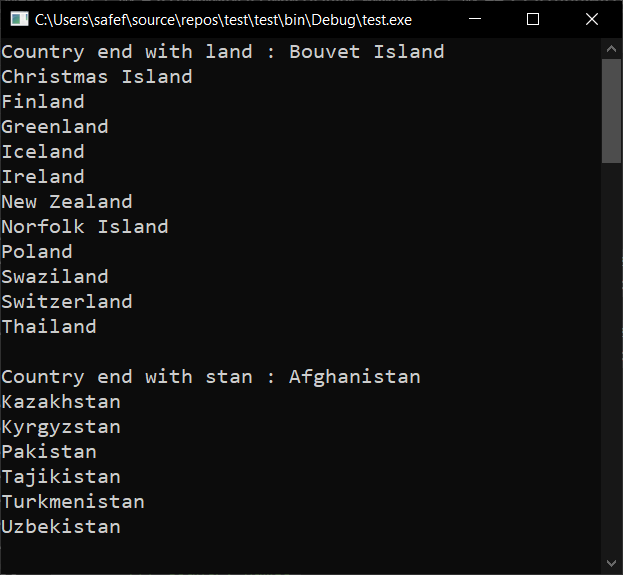 C:\Users\safef\source\repos\test\test\bin\Debug\test.exe
Country end with land : Bouvet Island
Christmas Island
Finland
Greenland
Iceland
Ireland
New Zealand
Norfolk Island
Poland
Swaziland
Switzerland
Thailand

Country end with stan : Afghanistan
Kazakhstan
Kyrgyzstan
Pakistan
Tajikistan
Turkmenistan
Uzbekistan